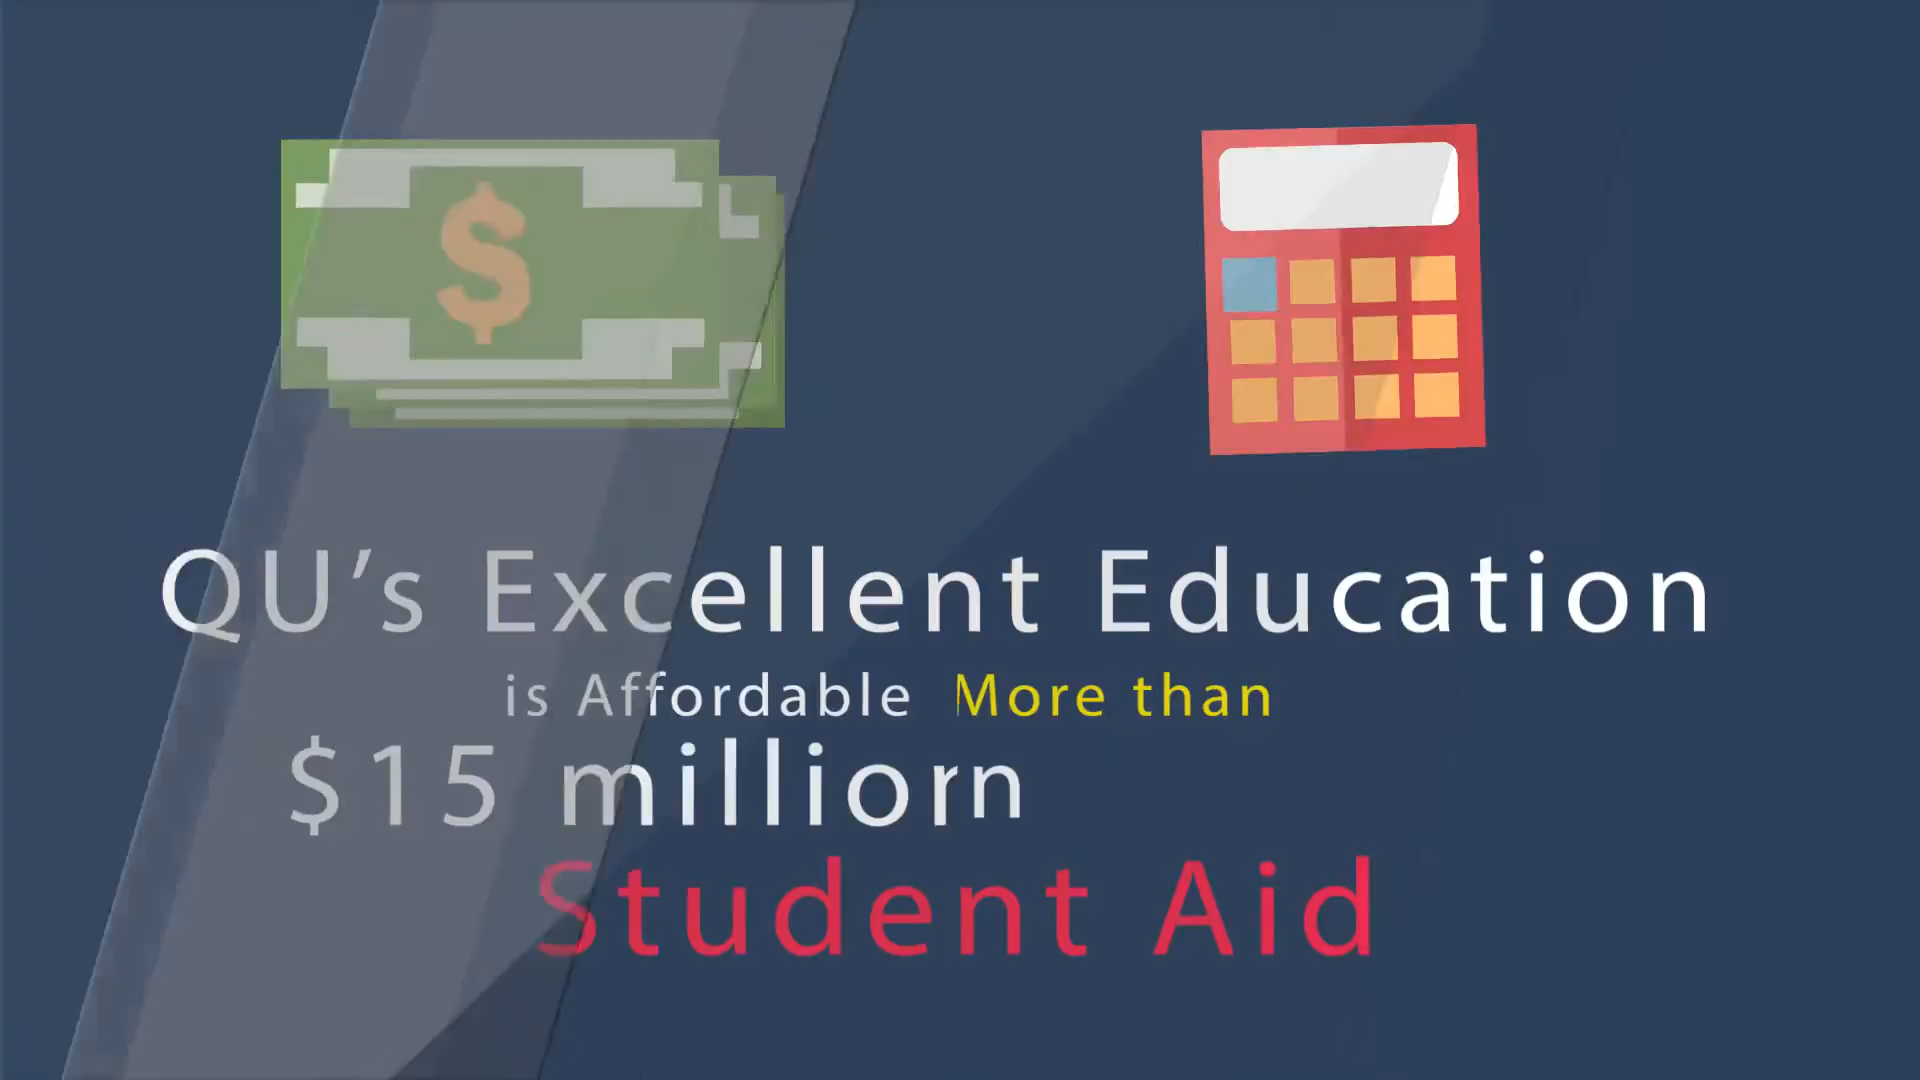 $
QU's Excellent Education
is Affordable More than
$15 milliorn
Student Aid